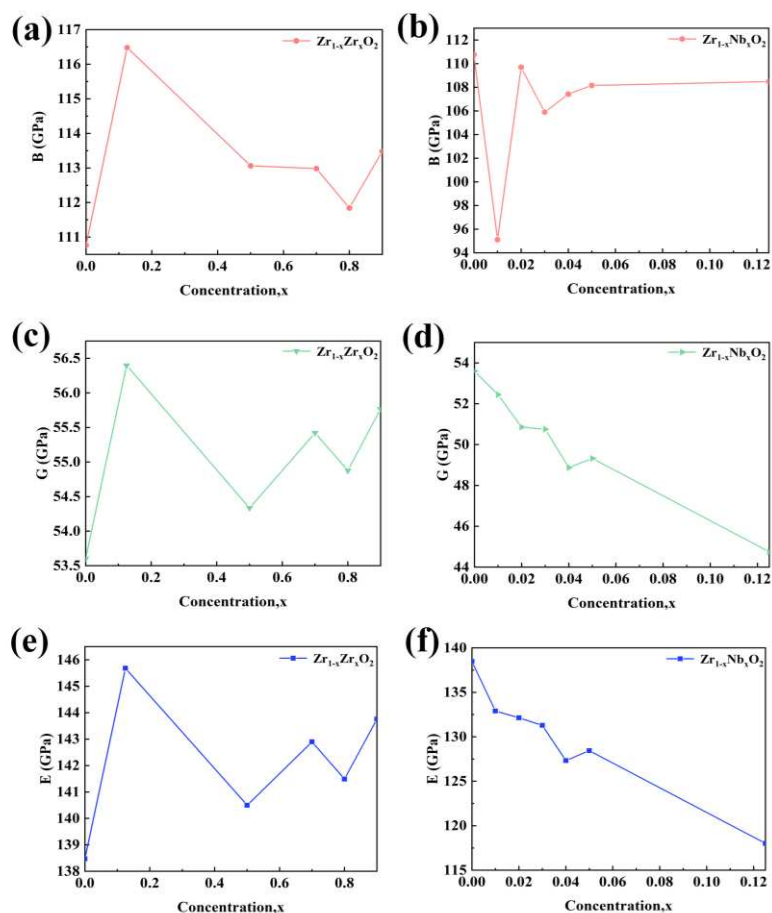 (a)
Zr1-xZrxO2
117
116
115
114
113
112
111
B (GPa)
0.0 0.2 0.4 0.6 0.8
Concentration,x
(b)
Zr1-xNbxO2
112
110
108
106
104
102
100
98
96
94
B (GPa)
0.00 0.02 0.04 0.06 0.08 0.10 0.12
Concentration,x
(c)
Zr1-xZrxO2
56.5
56.0
55.5
55.0
54.5
54.0
53.5
G (GPa)
0.0 0.2 0.4 0.6 0.8
Concentration,x
(d)
Zr1-xNbxO2
54
52
50
48
46
44
G (GPa)
0.00 0.02 0.04 0.06 0.08 0.10 0.12
Concentration,x
(e)
Zr1-xZrxO2
146
145
144
143
142
141
140
139
138
E (GPa)
0.0 0.2 0.4 0.6 0.8
Concentration,x
(f)
Zr1-xNbxO2
140
135
130
125
120
115
E (GPa)
0.00 0.02 0.04 0.06 0.08 0.10 0.12
Concentration,x